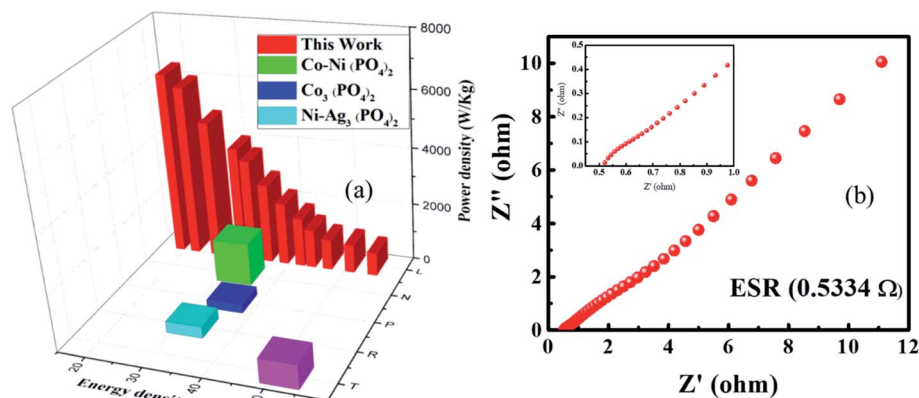 8000
6000
4000
2000
0
Power density (W/Kg)
This Work
Co-Ni (PO₄)₂
Co₃ (PO₄)₂
Ni-Ag₃ (PO₄)₂
(a)
L
N
P
R
T
20
30
40
Energy
10
8
6
4
2
0
Z'' (ohm)
0.5
0.4
0.3
0.2
0.1
0.0
Z'' (ohm)
0.5 0.6 0.7 0.8 0.9 1.0
Z' (ohm)
(b)
ESR (0.5334 Ω)
0 2 4 6 8 10 12
Z' (ohm)